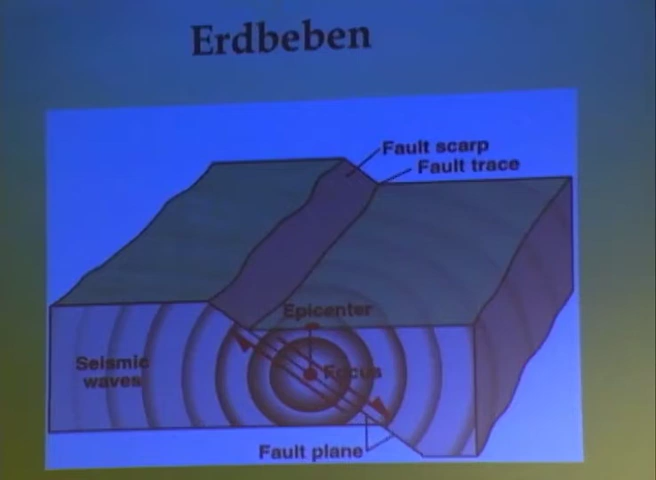 Erdbeben
Fault scarp
Fault trace
Epicenter
Seismic
waves
Focus
Fault plane